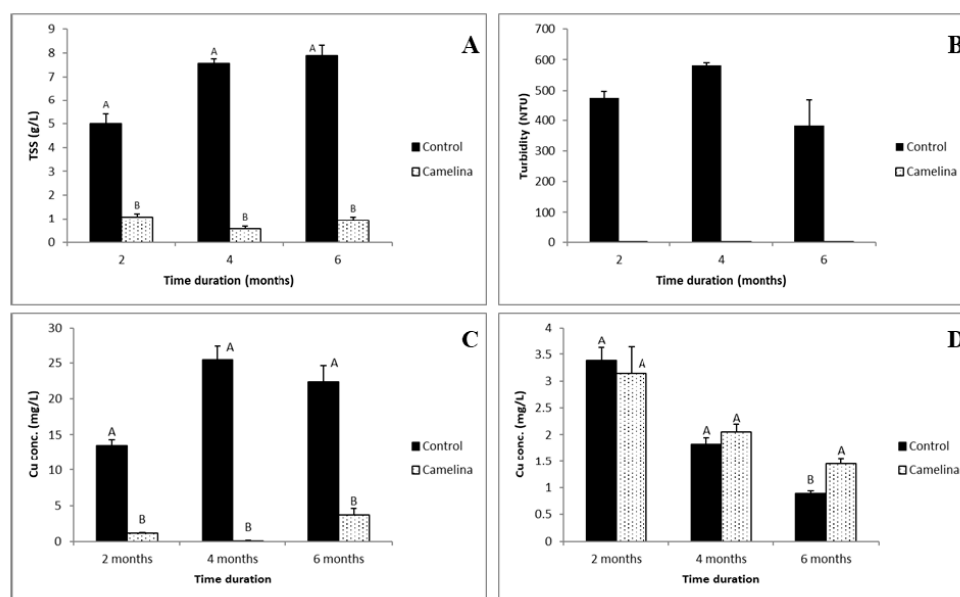 A
9
8
7
6
5
4
3
2
1
0
TSS (g/L)
A
A
A
B
B
B
2 4 6
Time duration (months)
Control
Camelina
B
700
600
500
400
300
200
100
0
Turbidity (NTU)
2 4 6
Time duration (months)
Control
Camelina
C
30
25
20
15
10
5
0
Cu conc. (mg/L)
A
A
A
B
B
B
2 months 4 months 6 months
Time duration
Control
Camelina
D
4
3.5
3
2.5
2
1.5
1
0.5
0
Cu conc. (mg/L)
A
A
A
A
B
A
2 months 4 months 6 months
Time duration
Control
Camelina